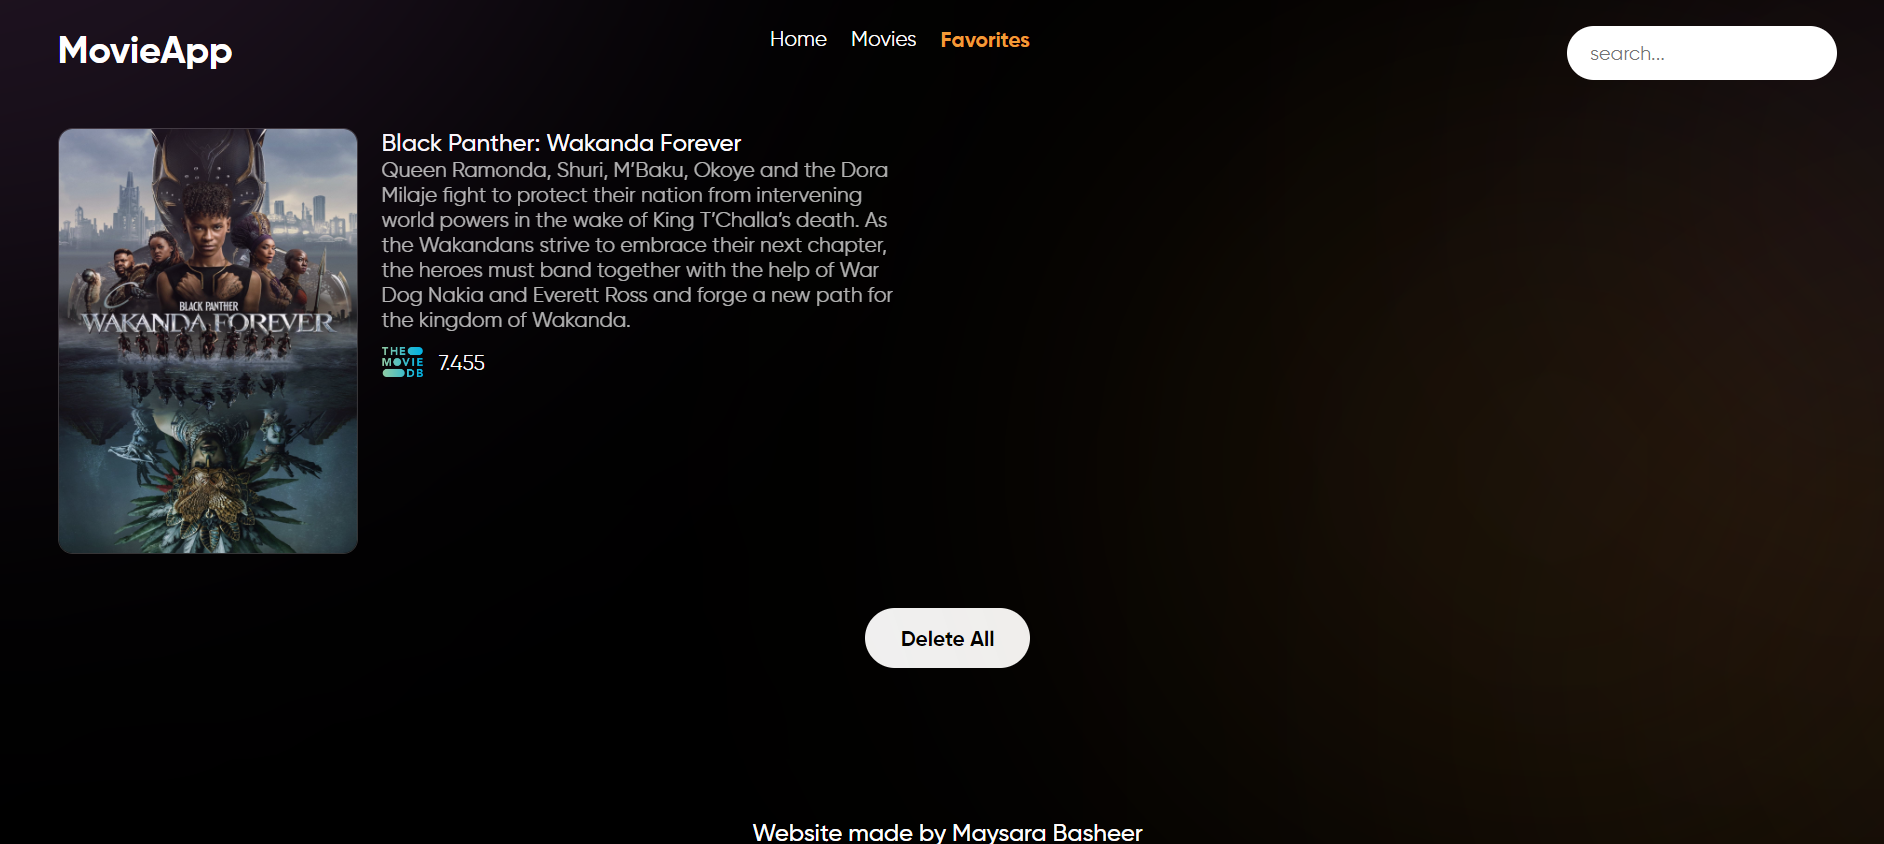 MovieApp
Home Movies Favorites
search...
BLACK PANTHER
WAKANDA FOREVER
Black Panther: Wakanda Forever
Queen Ramonda, Shuri, M’Baku, Okoye and the Dora
Milaje fight to protect their nation from intervening
world powers in the wake of King T’Challa’s death. As
the Wakandans strive to embrace their next chapter,
the heroes must band together with the help of War
Dog Nakia and Everett Ross and forge a new path for
the kingdom of Wakanda.
THE
MOVIE
DB
7.455
Delete All
Website made by Maysara Basheer